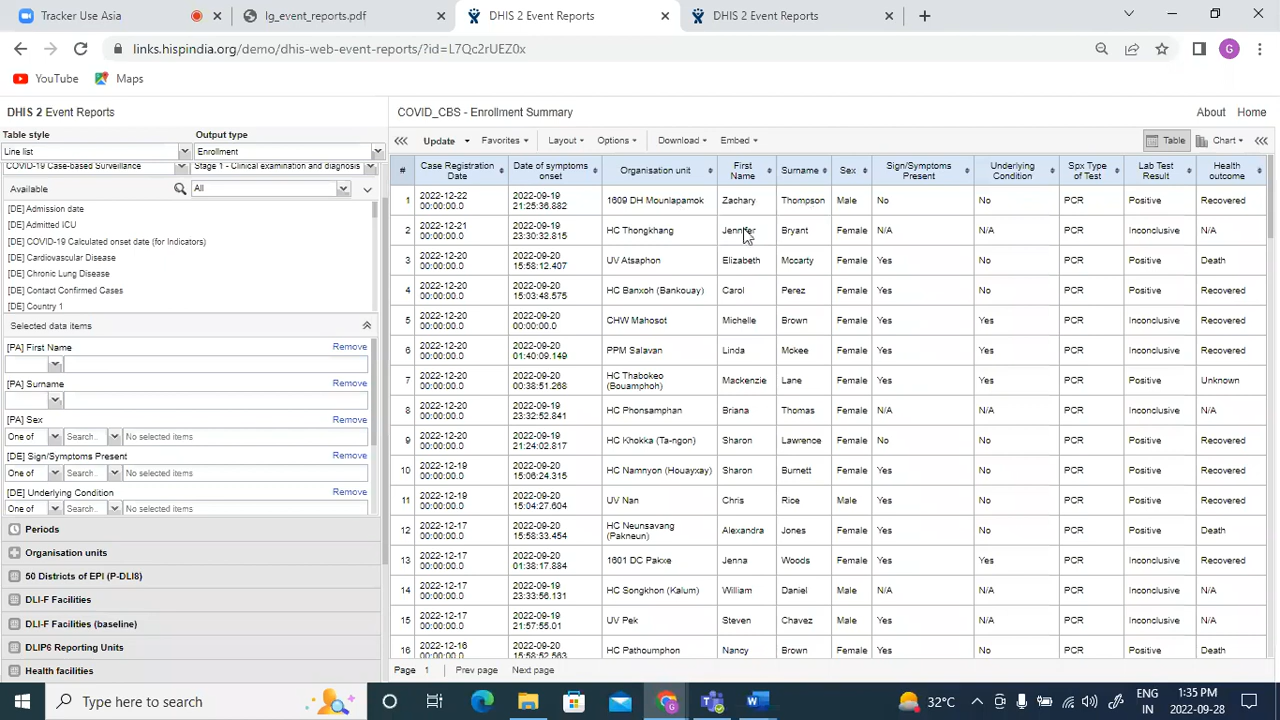 Tracker Use Asia
lg_event_reports.pdf
DHIS 2 Event Reports
DHIS 2 Event Reports
links.hispindia.org/demo/dhis-web-event-reports/?id=L7Qc2rUEZ0x
G
YouTube
Maps
DHIS 2 Event Reports
COVID_CBS - Enrollment Summary
About Home
Table style
Output type
Line list
Enrollment
COVID-19 Case-based Surveillance
Stage 1 - Clinical examination and diagnosis
Available
All
[DE] Admission date
[DE] Admitted ICU
[DE] COVID-19 Calculated onset date (for Indicators)
[DE] Cardiovascular Disease
[DE] Chronic Lung Disease
[DE] Contact Confirmed Cases
[DE] Country 1
Selected data items
[PA] First Name Remove
[PA] Surname Remove
[PA] Sex Remove
One of Search.. No selected items
[DE] Sign/Symptoms Present Remove
One of Search.. No selected items
[DE] Underlying Condition Remove
One of Search.. No selected items
Periods
Organisation units
50 Districts of EPI (P-DLI8)
DLI-F Facilities
DLI-F Facilities (baseline)
DLIP6 Reporting Units
Health facilities
Update Favorites Layout Options Download Embed Table Chart
# Case Registration Date Date of symptoms onset Organisation unit First Name Surname Sex Sign/Symptoms Present Underlying Condition Spx Type of Test Lab Test Result Health outcome
1 2022-12-22 00:00:00.0 2022-09-19 21:25:36.882 1609 DH Mounlapamok Zachary Thompson Male No No PCR Positive Recovered
2 2022-12-21 00:00:00.0 2022-09-19 23:30:32.815 HC Thongkhang Jennifer Bryant Female N/A N/A PCR Inconclusive N/A
3 2022-12-20 00:00:00.0 2022-09-20 15:58:12.407 UV Atsaphon Elizabeth Mccarty Female Yes No PCR Positive Death
4 2022-12-20 00:00:00.0 2022-09-20 15:03:48.575 HC Banxoh (Bankouay) Carol Perez Female Yes No PCR Positive Recovered
5 2022-12-20 00:00:00.0 2022-09-20 00:00:00.0 CHW Mahosot Michelle Brown Female Yes Yes PCR Inconclusive Recovered
6 2022-12-20 00:00:00.0 2022-09-20 01:40:09.149 PPM Salavan Linda Mckee Female Yes Yes PCR Inconclusive Recovered
7 2022-12-20 00:00:00.0 2022-09-20 00:38:51.268 HC Thabokeo (Bouamphoh) Mackenzie Lane Female Yes Yes PCR Positive Unknown
8 2022-12-20 00:00:00.0 2022-09-19 23:32:52.841 HC Phonsamphan Briana Thomas Female N/A N/A PCR Inconclusive N/A
9 2022-12-20 00:00:00.0 2022-09-19 21:24:02.817 HC Khokka (Ta-ngon) Sharon Lawrence Female No No PCR Positive Recovered
10 2022-12-19 00:00:00.0 2022-09-20 15:06:24.315 HC Namnyon (Houayxay) Sharon Burnett Female Yes No PCR Positive Recovered
11 2022-12-19 00:00:00.0 2022-09-20 15:04:27.604 UV Nan Chris Rice Male Yes No PCR Positive Recovered
12 2022-12-17 00:00:00.0 2022-09-20 15:58:33.454 HC Neunsavang (Pakneun) Alexandra Jones Female Yes No PCR Positive Death
13 2022-12-17 00:00:00.0 2022-09-20 01:38:17.884 1601 DC Pakxe Jenna Woods Female Yes Yes PCR Inconclusive Recovered
14 2022-12-17 00:00:00.0 2022-09-19 23:33:56.131 HC Songkhon (Kalum) William Daniel Male N/A N/A PCR Inconclusive N/A
15 2022-12-17 00:00:00.0 2022-09-19 21:57:55.01 UV Pek Steven Chavez Male Yes N/A PCR Inconclusive N/A
16 2022-12-16 2022-09-20 15:58:52.563 HC Pathoumphon Nancy Brown Female Yes No PCR Positive Recovered
Page 1 Prev page Next page
Type here to search
32°C
ENG IN
1:35 PM
2022-09-28